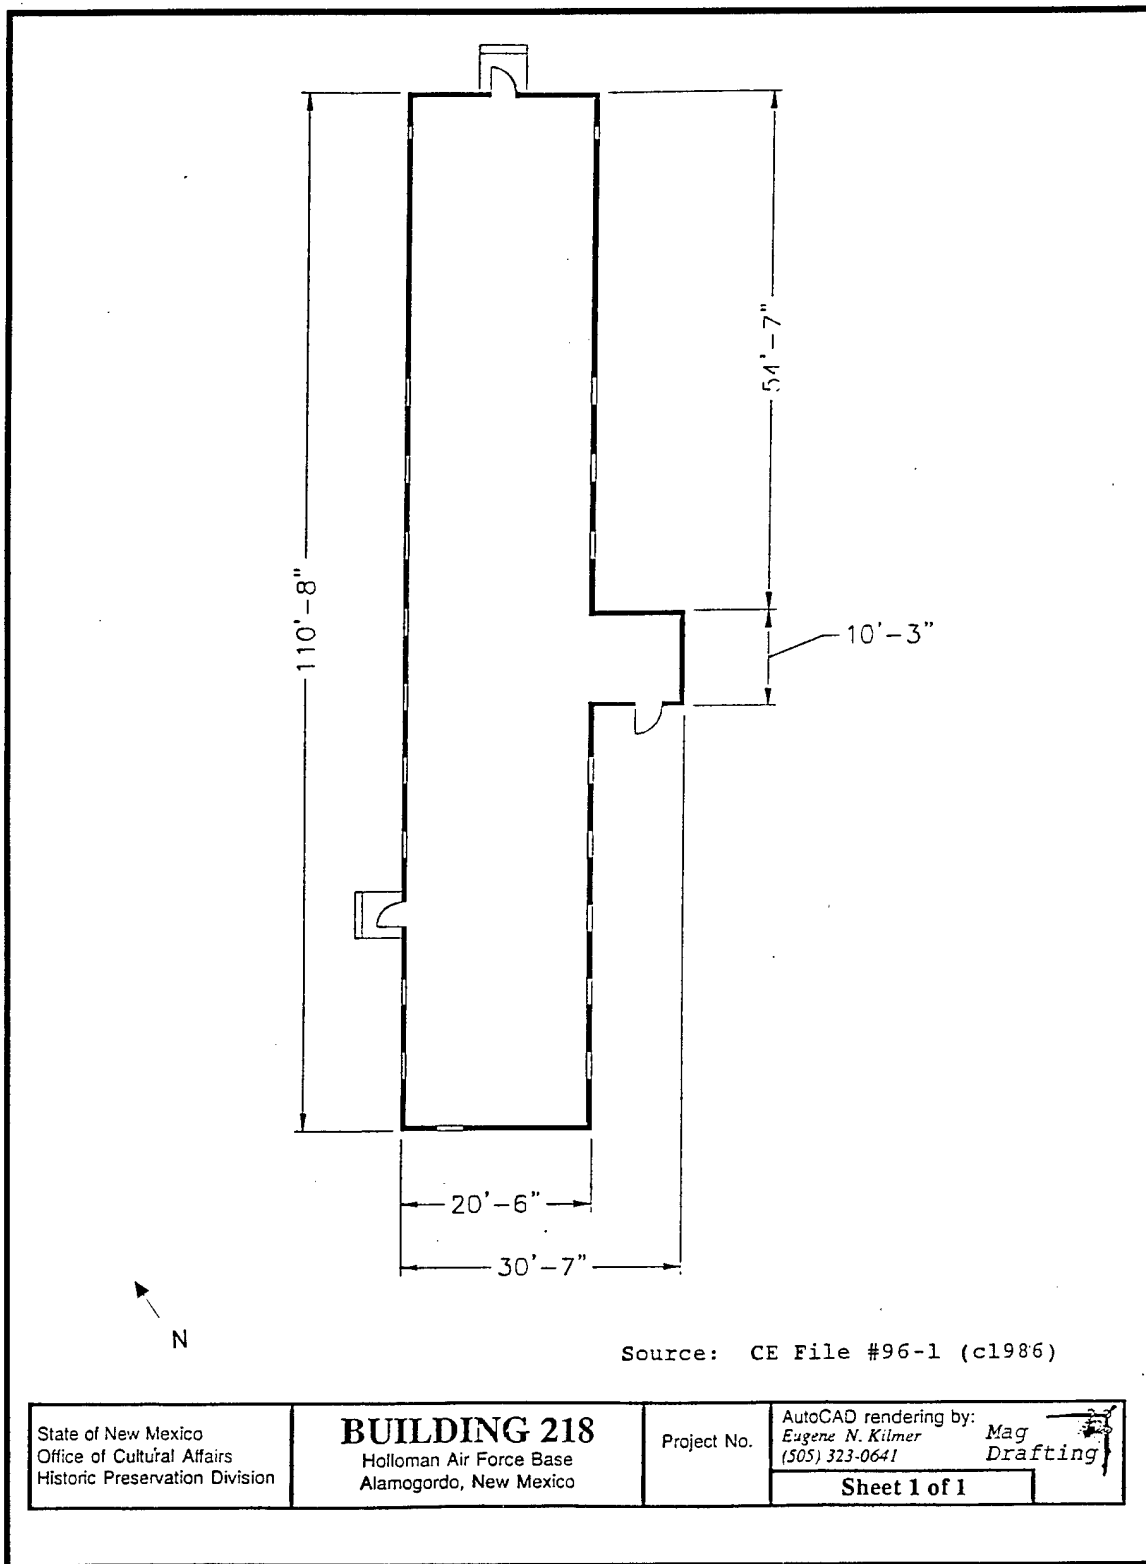 54'-7"
110'-8"
10'-3"
20'-6"
30'-7"
N
Source: CE File #96-1 (c1986)
State of New Mexico
Office of Cultural Affairs
Historic Preservation Division
BUILDING 218
Holloman Air Force Base
Alamogordo, New Mexico
Project No.
AutoCAD rendering by:
Eugene N. Kilmer
(505) 323-0641
Mag
Drafting
Sheet 1 of 1